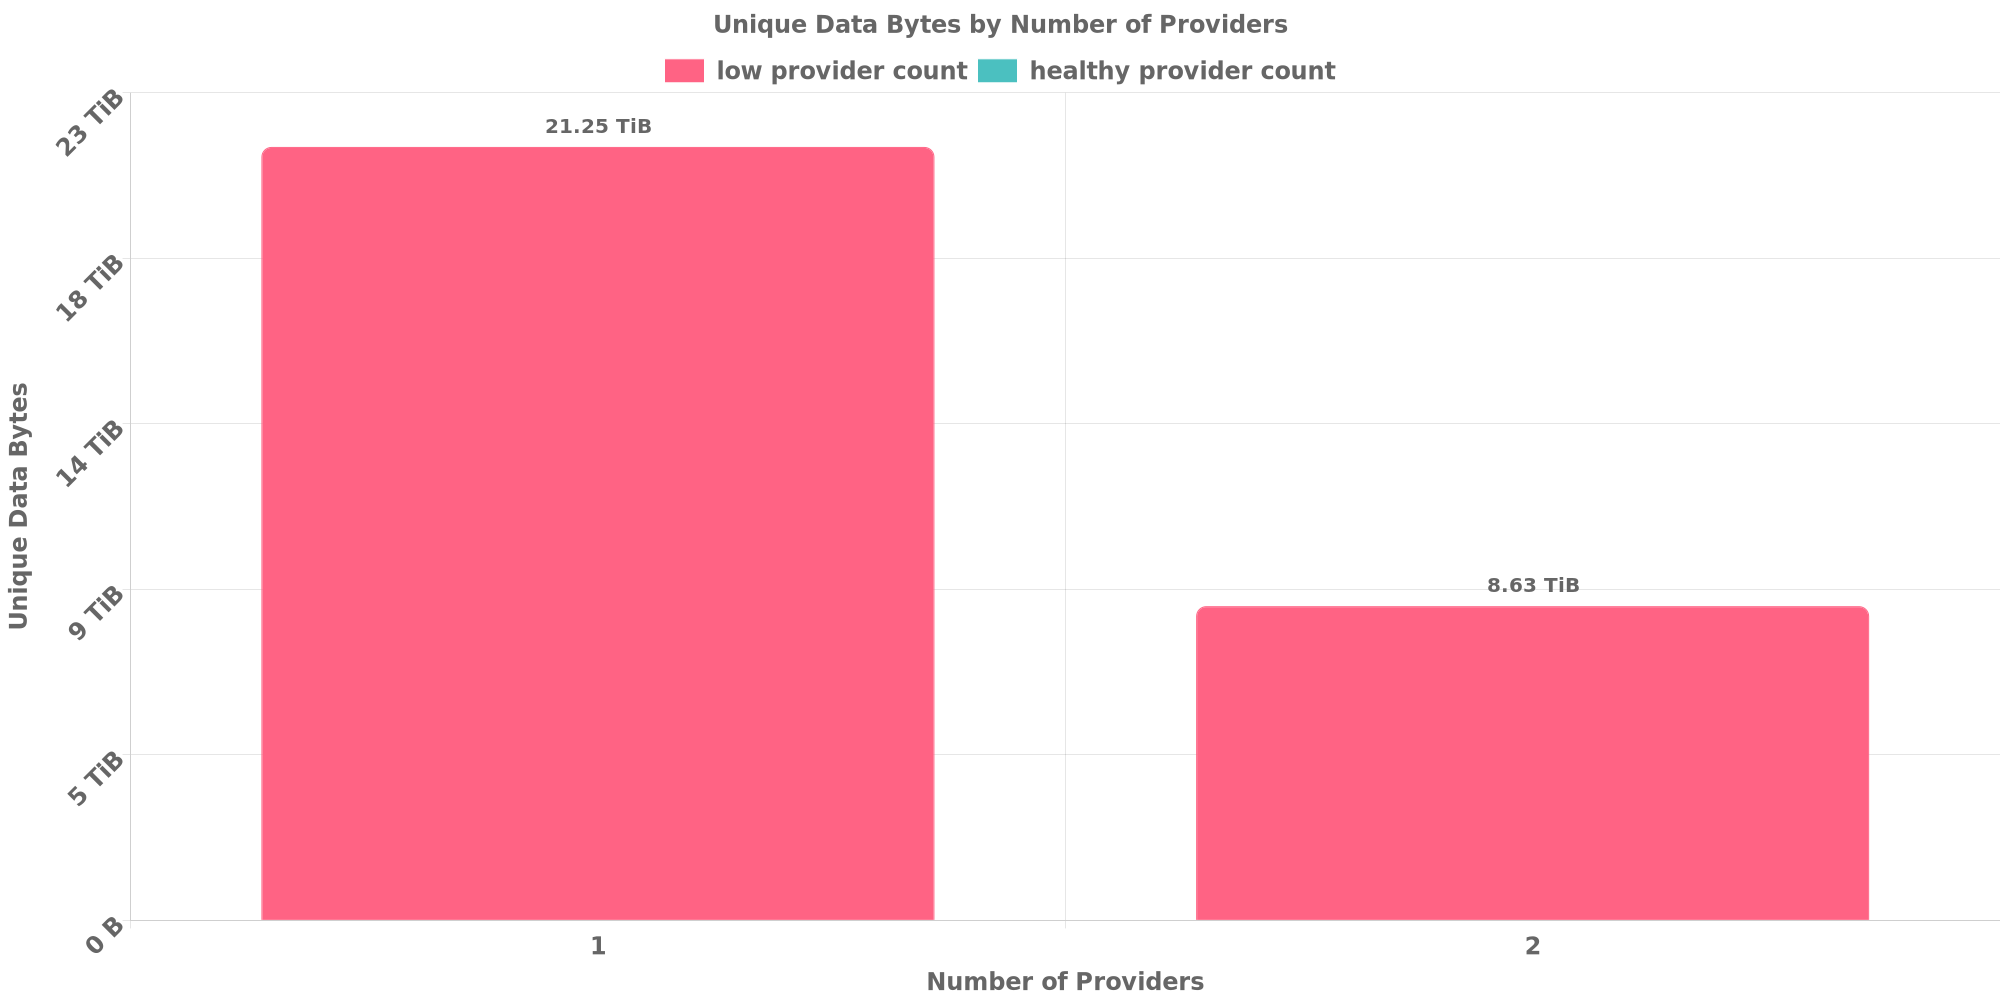 Unique Data Bytes by Number of Providers
low provider count
healthy provider count
23 TiB
18 TiB
14 TiB
9 TiB
5 TiB
0 B
Unique Data Bytes
21.25 TiB
8.63 TiB
1
2
Number of Providers